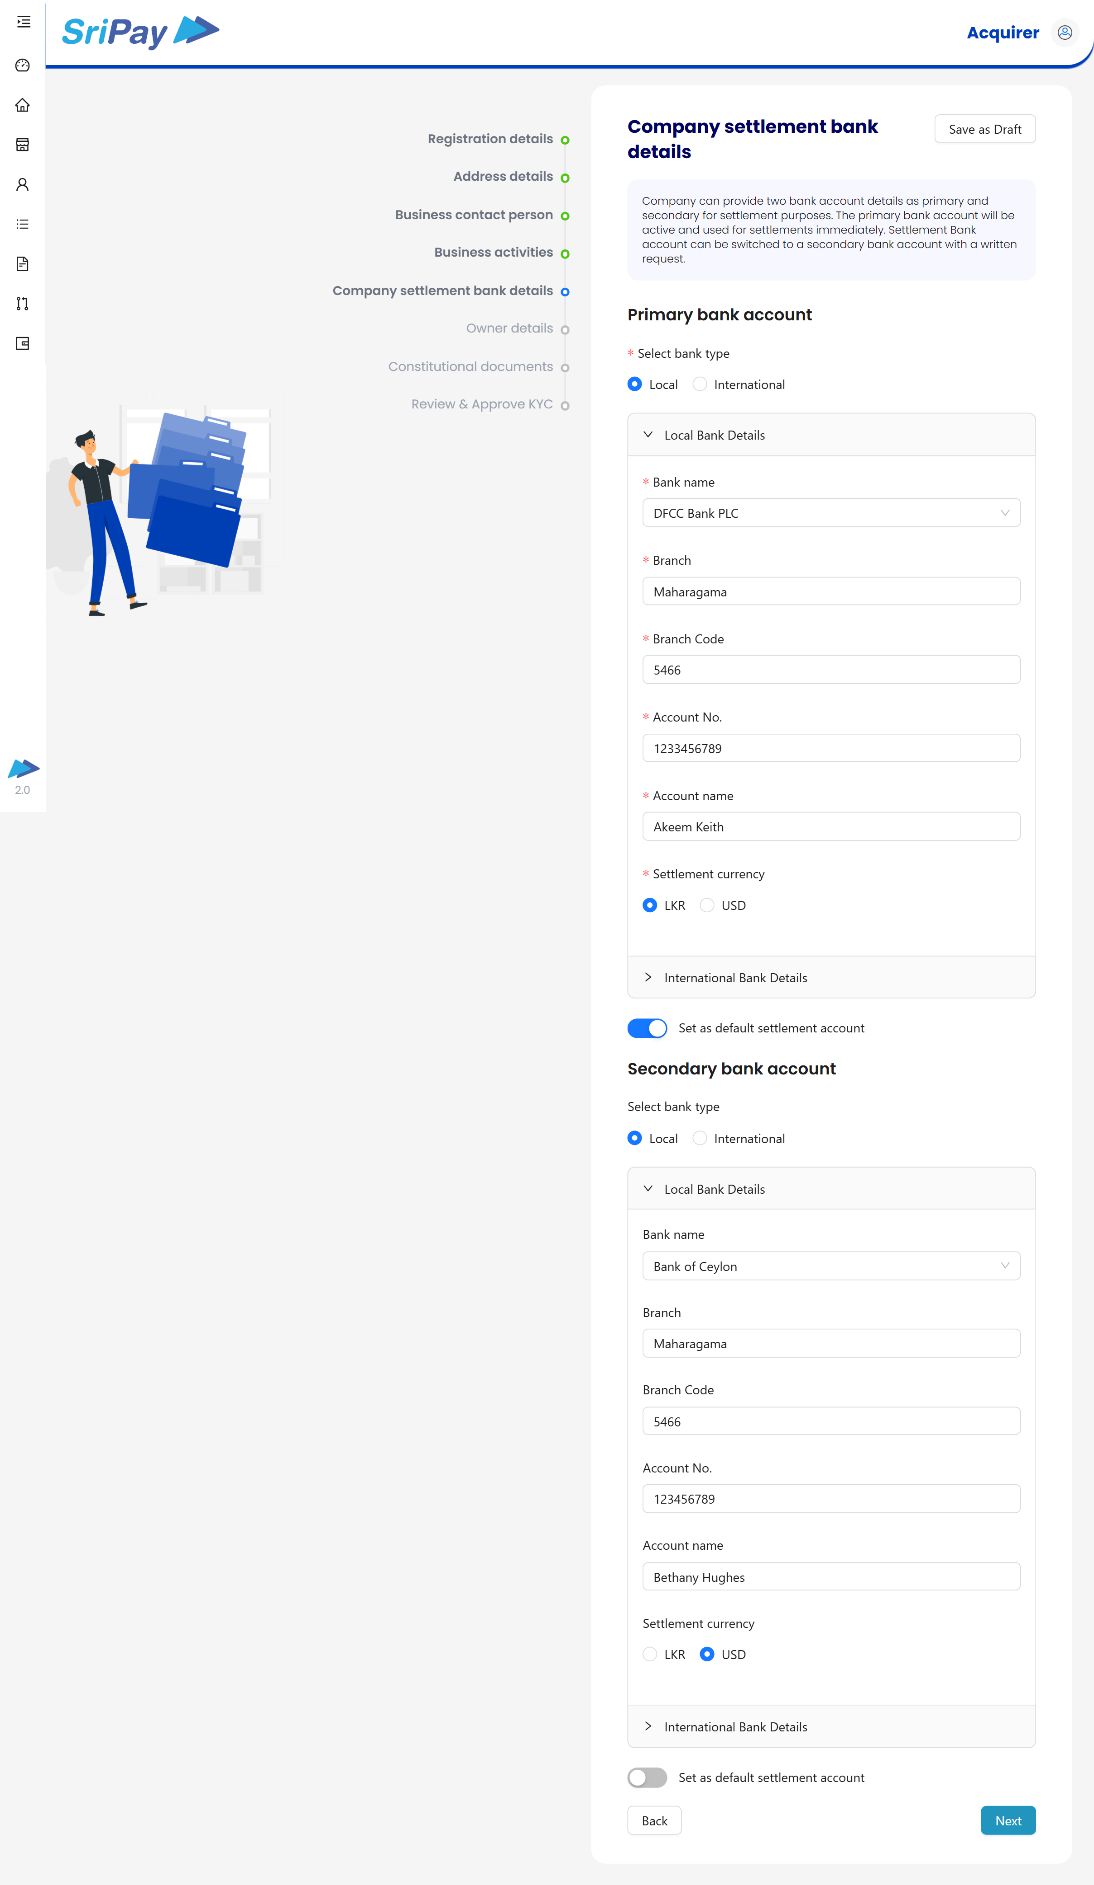 SriPay
Acquirer
Registration details
Address details
Business contact person
Business activities
Company settlement bank details
Owner details
Constitutional documents
Review & Approve KYC
2.0
Company settlement bank
details
Save as Draft
Company can provide two bank account details as primary and
secondary for settlement purposes. The primary bank account will be
active and used for settlements immediately. Settlement Bank
account can be switched to a secondary bank account with a written
request.
Primary bank account
* Select bank type
Local International
Local Bank Details
* Bank name
DFCC Bank PLC
* Branch
Maharagama
* Branch Code
5466
* Account No.
1233456789
* Account name
Akeem Keith
* Settlement currency
LKR USD
International Bank Details
Set as default settlement account
Secondary bank account
Select bank type
Local International
Local Bank Details
Bank name
Bank of Ceylon
Branch
Maharagama
Branch Code
5466
Account No.
123456789
Account name
Bethany Hughes
Settlement currency
LKR USD
International Bank Details
Set as default settlement account
Back Next